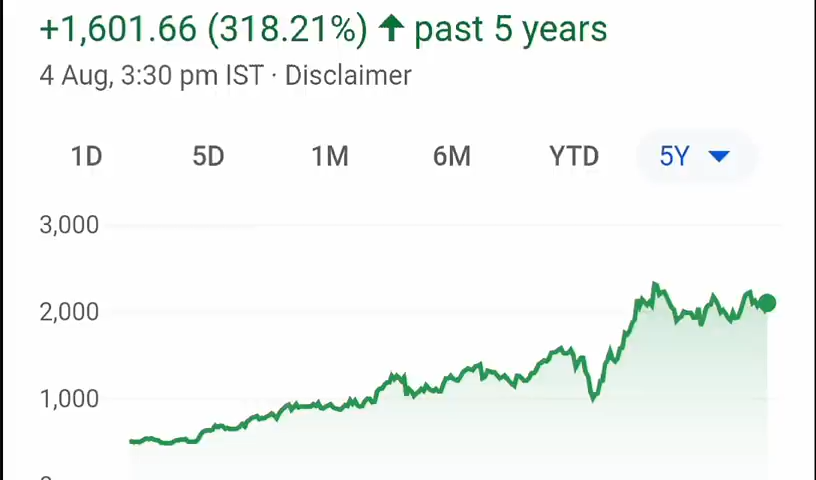 +1,601.66 (318.21%) ↑ past 5 years
4 Aug, 3:30 pm IST · Disclaimer
1D 5D 1M 6M YTD 5Y
3,000
2,000
1,000